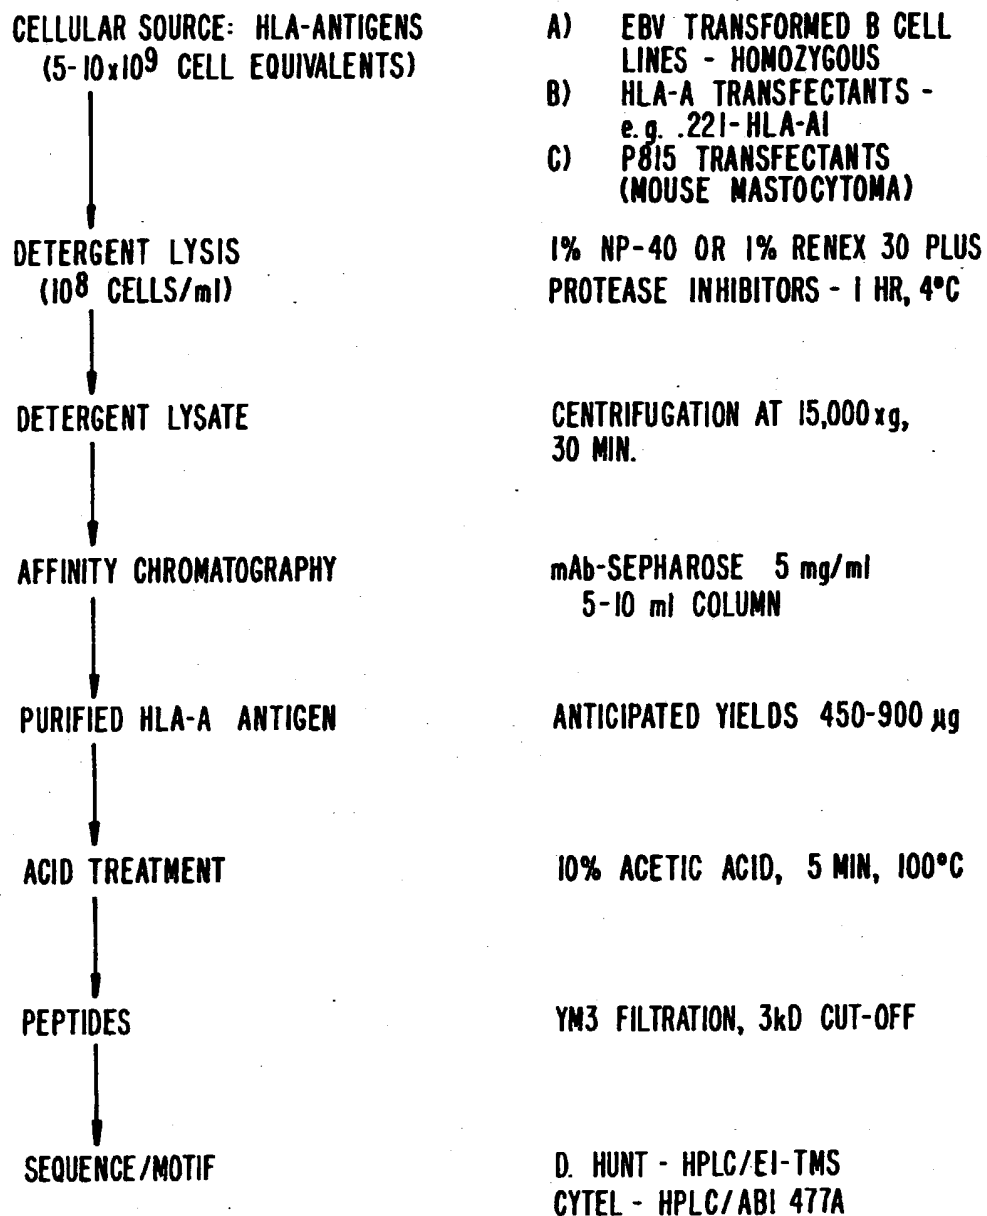 CELLULAR SOURCE: HLA-ANTIGENS
(5-10x10⁹ CELL EQUIVALENTS)
A) EBV TRANSFORMED B CELL
LINES - HOMOZYGOUS
B) HLA-A TRANSFECTANTS -
e.g. .221-HLA-A1
C) P815 TRANSFECTANTS
(MOUSE MASTOCYTOMA)
DETERGENT LYSIS
(10⁸ CELLS/ml)
1% NP-40 OR 1% RENEX 30 PLUS
PROTEASE INHIBITORS - 1 HR, 4°C
DETERGENT LYSATE
CENTRIFUGATION AT 15,000xg,
30 MIN.
AFFINITY CHROMATOGRAPHY
mAb-SEPHAROSE 5 mg/ml
5-10 ml COLUMN
PURIFIED HLA-A ANTIGEN
ANTICIPATED YIELDS 450-900 µg
ACID TREATMENT
10% ACETIC ACID, 5 MIN, 100°C
PEPTIDES
YM3 FILTRATION, 3kD CUT-OFF
SEQUENCE/MOTIF
D. HUNT - HPLC/EI-TMS
CYTEL - HPLC/ABI 477A